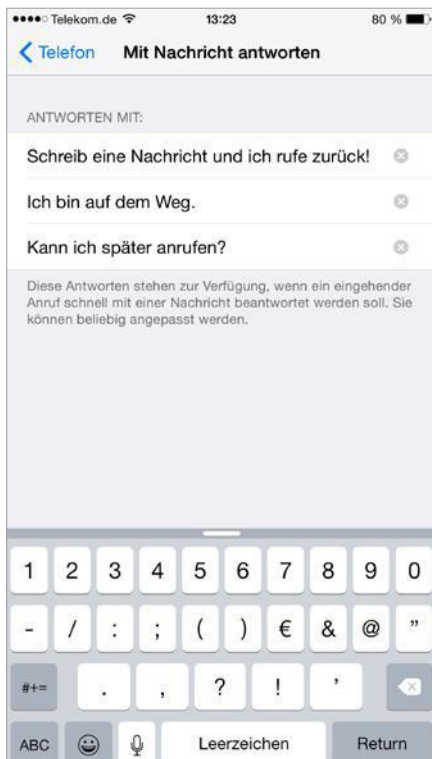 Telekom.de 13:23 80 %
Telefon Mit Nachricht antworten
ANTWORTEN MIT:
Schreib eine Nachricht und ich rufe zurück!
Ich bin auf dem Weg.
Kann ich später anrufen?
Diese Antworten stehen zur Verfügung, wenn ein eingehender
Anruf schnell mit einer Nachricht beantwortet werden soll. Sie
können beliebig angepasst werden.
1 2 3 4 5 6 7 8 9 0
- / : ; ( ) € & @ "
#+= . , ? ! '
ABC Leerzeichen Return